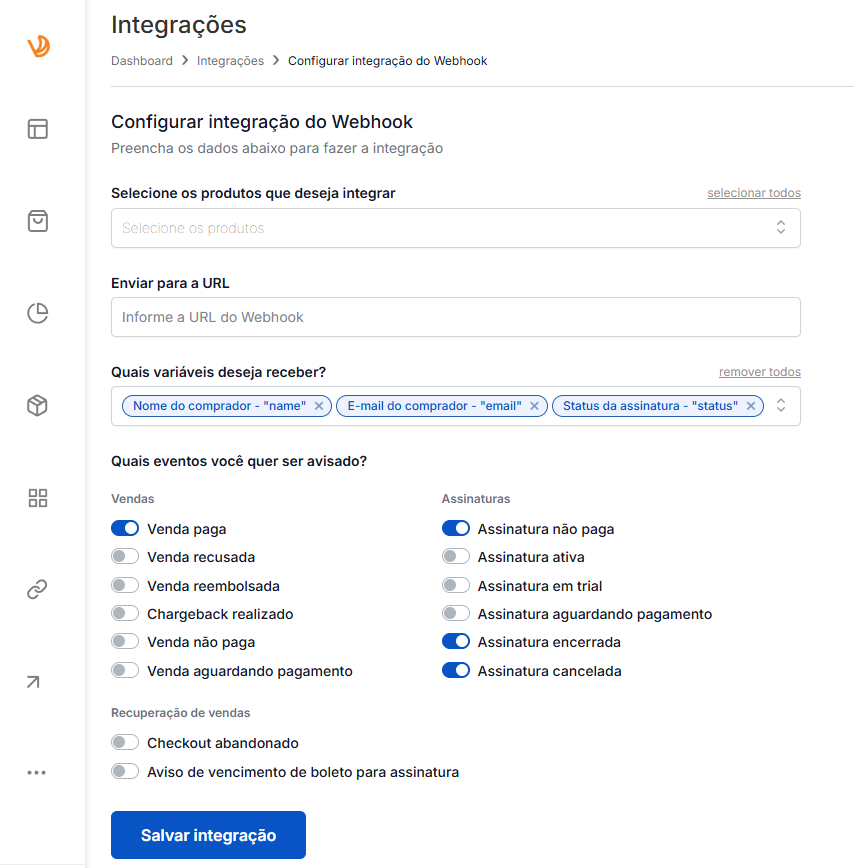 Integrações
Dashboard > Integrações > Configurar integração do Webhook
Configurar integração do Webhook
Preencha os dados abaixo para fazer a integração
Selecione os produtos que deseja integrar
selecionar todos
Selecione os produtos
Enviar para a URL
Informe a URL do Webhook
Quais variáveis deseja receber?
remover todos
Nome do comprador - "name" × E-mail do comprador - "email" × Status da assinatura - "status" ×
Quais eventos você quer ser avisado?
Vendas
Venda paga
Venda recusada
Venda reembolsada
Chargeback realizado
Venda não paga
Venda aguardando pagamento
Assinaturas
Assinatura não paga
Assinatura ativa
Assinatura em trial
Assinatura aguardando pagamento
Assinatura encerrada
Assinatura cancelada
Recuperação de vendas
Checkout abandonado
Aviso de vencimento de boleto para assinatura
Salvar integração